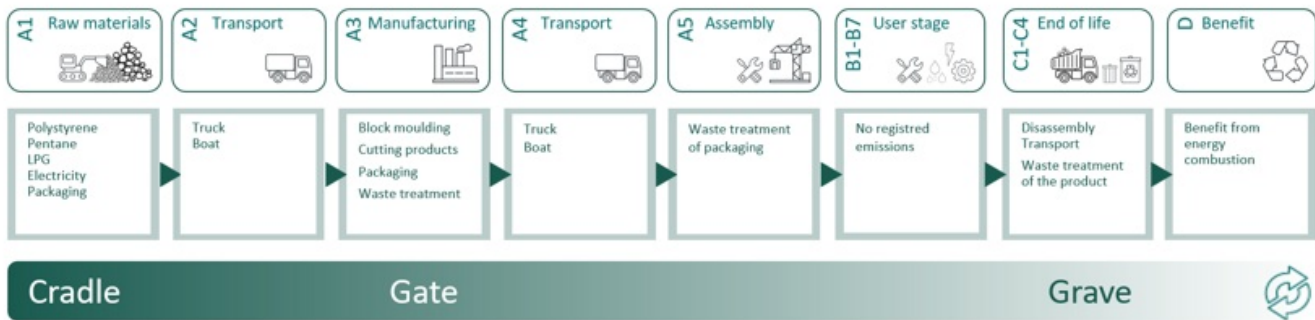 A1 Raw materials
A2 Transport
A3 Manufacturing
A4 Transport
A5 Assembly
B1-B7 User stage
C1-C4 End of life
D Benefit
Polystyrene
Pentane
LPG
Electricity
Packaging
Truck
Boat
Block moulding
Cutting products
Packaging
Waste treatment
Truck
Boat
Waste treatment
of packaging
No registred
emissions
Disassembly
Transport
Waste treatment
of the product
Benefit from
energy
combustion
Cradle
Gate
Grave